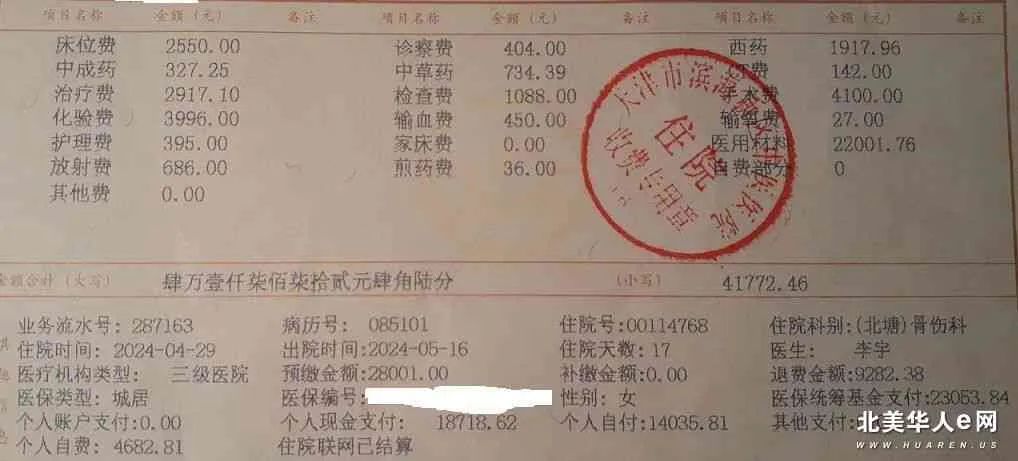 项目名称 金额（元） 备注 项目名称 金额（元） 备注 项目名称 金额（元） 备注
床位费 2550.00 诊察费 404.00 西药 1917.96
中成药 327.25 中草药 734.39 CT费 142.00
治疗费 2917.10 检查费 1088.00 手术费 4100.00
化验费 3996.00 输血费 450.00 输氧费 27.00
护理费 395.00 家床费 0.00 医用材料 22001.76
放射费 686.00 煎药费 36.00 自费部分 0
其他费 0.00
天津市滨海新区中医医院
住院
收费专用章
金额合计（大写） 肆万壹仟柒佰柒拾贰元肆角陆分 （小写） 41772.46
业务流水号: 287163 病历号: 085101 住院号:00114768 住院科别:(北塘)骨伤科
住院时间: 2024-04-29 出院时间:2024-05-16 住院天数: 17 医生: 李宇
医疗机构类型: 三级医院 预缴金额:28001.00 补缴金额:0.00 退费金额:9282.38
医保类型: 城居 医保编号: 性别: 女 医保统筹基金支付:23053.84
个人账户支付:0.00 个人现金支付: 18718.62 个人自付:14035.81 其他支付:
个人自费: 4682.81 住院联网已结算
北美华人e网
WWW.HUAREN.US